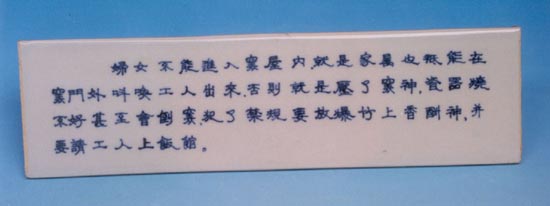 婦女不能進入窯屋内就是家屬也祇能在
窯門外叫喚工人出來,否則就是壓了窯神,瓷器燒
不好甚至會倒窯,犯了禁規要放爆竹上香酬神,并
要請工人上飯館。